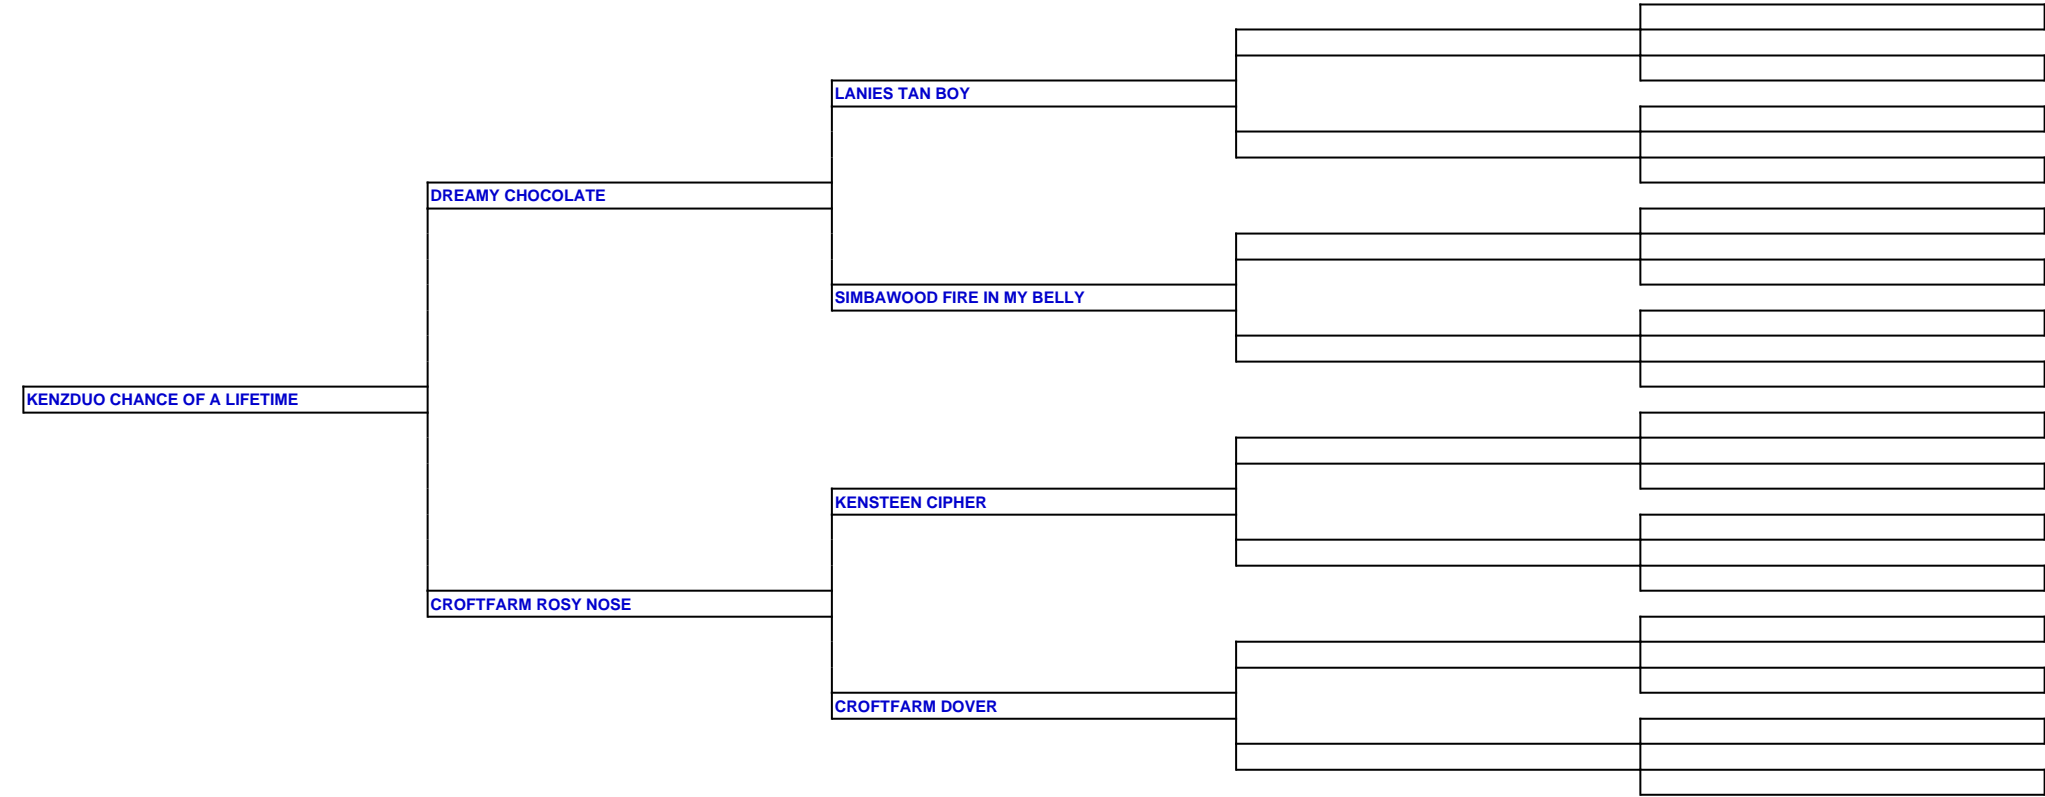 LANIES TAN BOY
DREAMY CHOCOLATE
SIMBAWOOD FIRE IN MY BELLY
KENZDUO CHANCE OF A LIFETIME
KENSTEEN CIPHER
CROFTFARM ROSY NOSE
CROFTFARM DOVER